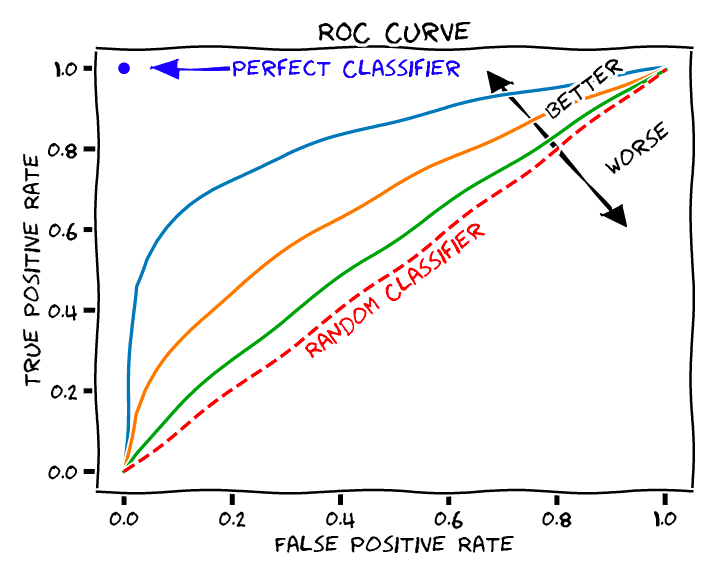 ROC CURVE
1.0
PERFECT CLASSIFIER
BETTER
WORSE
0.8
0.6
0.4
0.2
0.0
TRUE POSITIVE RATE
RANDOM CLASSIFIER
0.0 0.2 0.4 0.6 0.8 1.0
FALSE POSITIVE RATE